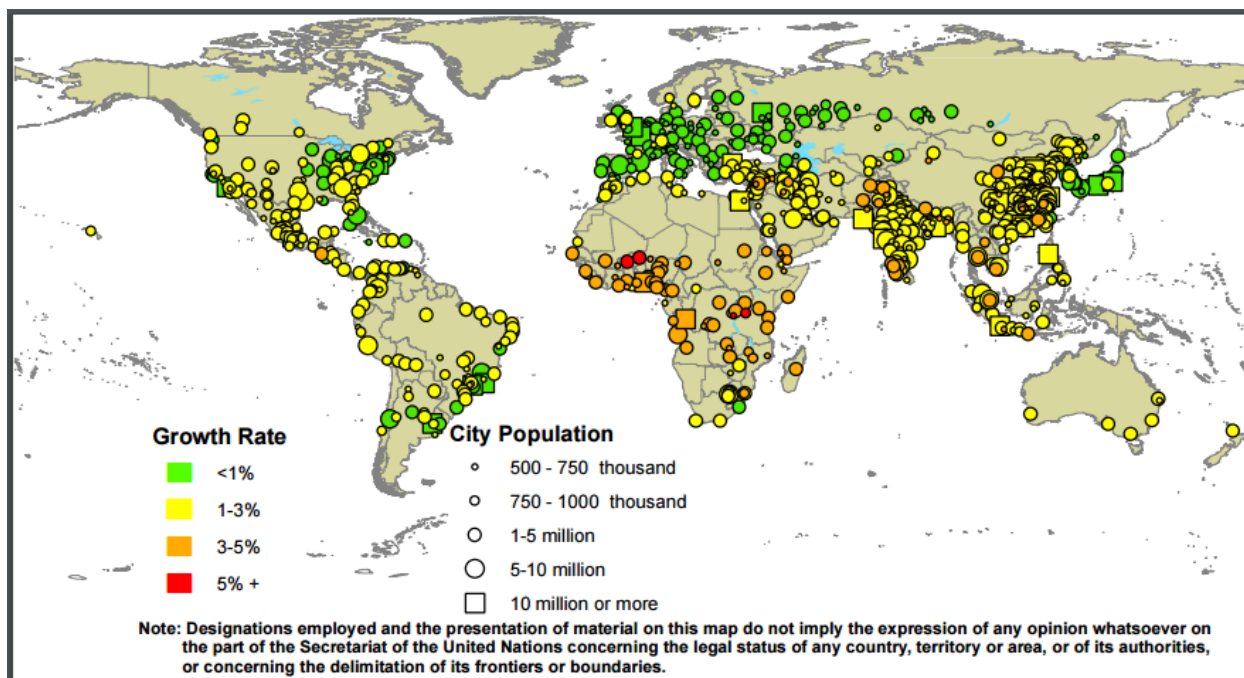 Growth Rate
<1%
1-3%
3-5%
5% +
City Population
500 - 750 thousand
750 - 1000 thousand
1-5 million
5-10 million
10 million or more
Note: Designations employed and the presentation of material on this map do not imply the expression of any opinion whatsoever on
the part of the Secretariat of the United Nations concerning the legal status of any country, territory or area, or of its authorities,
or concerning the delimitation of its frontiers or boundaries.